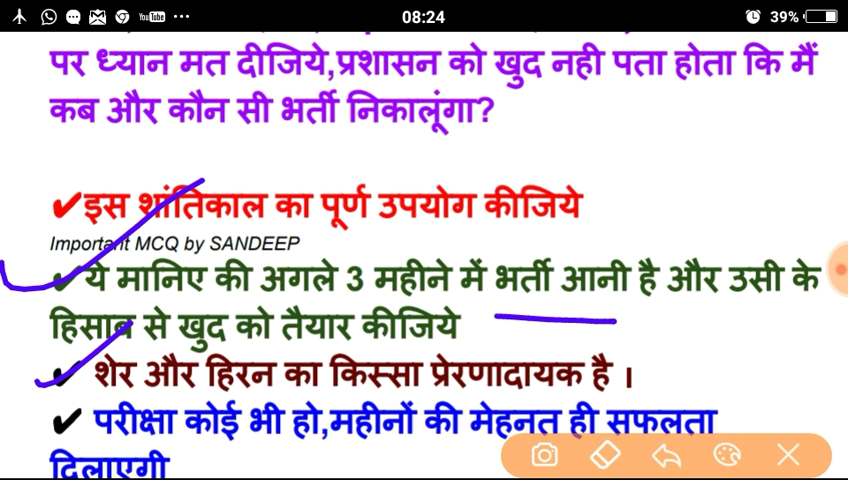 08:24
39%
पर ध्यान मत दीजिये,प्रशासन को खुद नही पता होता कि मैं
कब और कौन सी भर्ती निकालूंगा?
✔इस शांतिकाल का पूर्ण उपयोग कीजिये
Important MCQ by SANDEEP
✔ये मानिए की अगले 3 महीने में भर्ती आनी है और उसी के
हिसाब से खुद को तैयार कीजिये
✔ शेर और हिरन का किस्सा प्रेरणादायक है ।
✔ परीक्षा कोई भी हो,महीनों की मेहनत ही सफलता
दिलाएगी